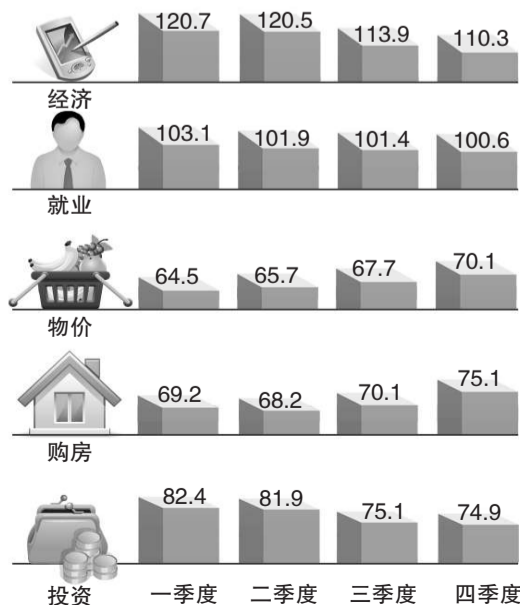 120.7 120.5 113.9 110.3
经济
103.1 101.9 101.4 100.6
就业
64.5 65.7 67.7 70.1
物价
69.2 68.2 70.1 75.1
购房
82.4 81.9 75.1 74.9
投资 一季度 二季度 三季度 四季度